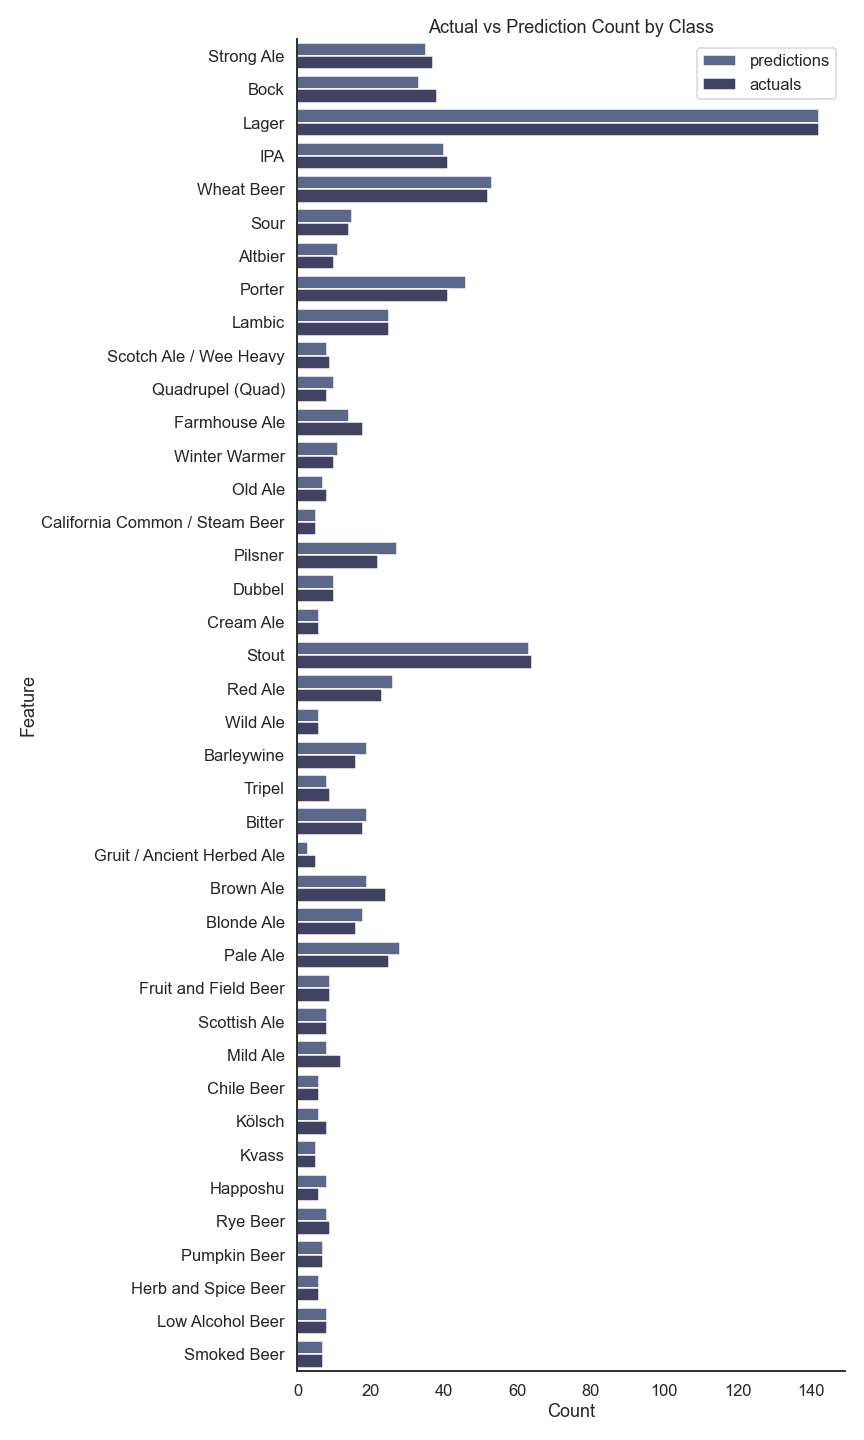 Actual vs Prediction Count by Class
predictions
actuals
Strong Ale
Bock
Lager
IPA
Wheat Beer
Sour
Altbier
Porter
Lambic
Scotch Ale / Wee Heavy
Quadrupel (Quad)
Farmhouse Ale
Winter Warmer
Old Ale
California Common / Steam Beer
Pilsner
Dubbel
Cream Ale
Stout
Red Ale
Wild Ale
Barleywine
Tripel
Bitter
Gruit / Ancient Herbed Ale
Brown Ale
Blonde Ale
Pale Ale
Fruit and Field Beer
Scottish Ale
Mild Ale
Chile Beer
Kölsch
Kvass
Happoshu
Rye Beer
Pumpkin Beer
Herb and Spice Beer
Low Alcohol Beer
Smoked Beer
Feature
0 20 40 60 80 100 120 140
Count